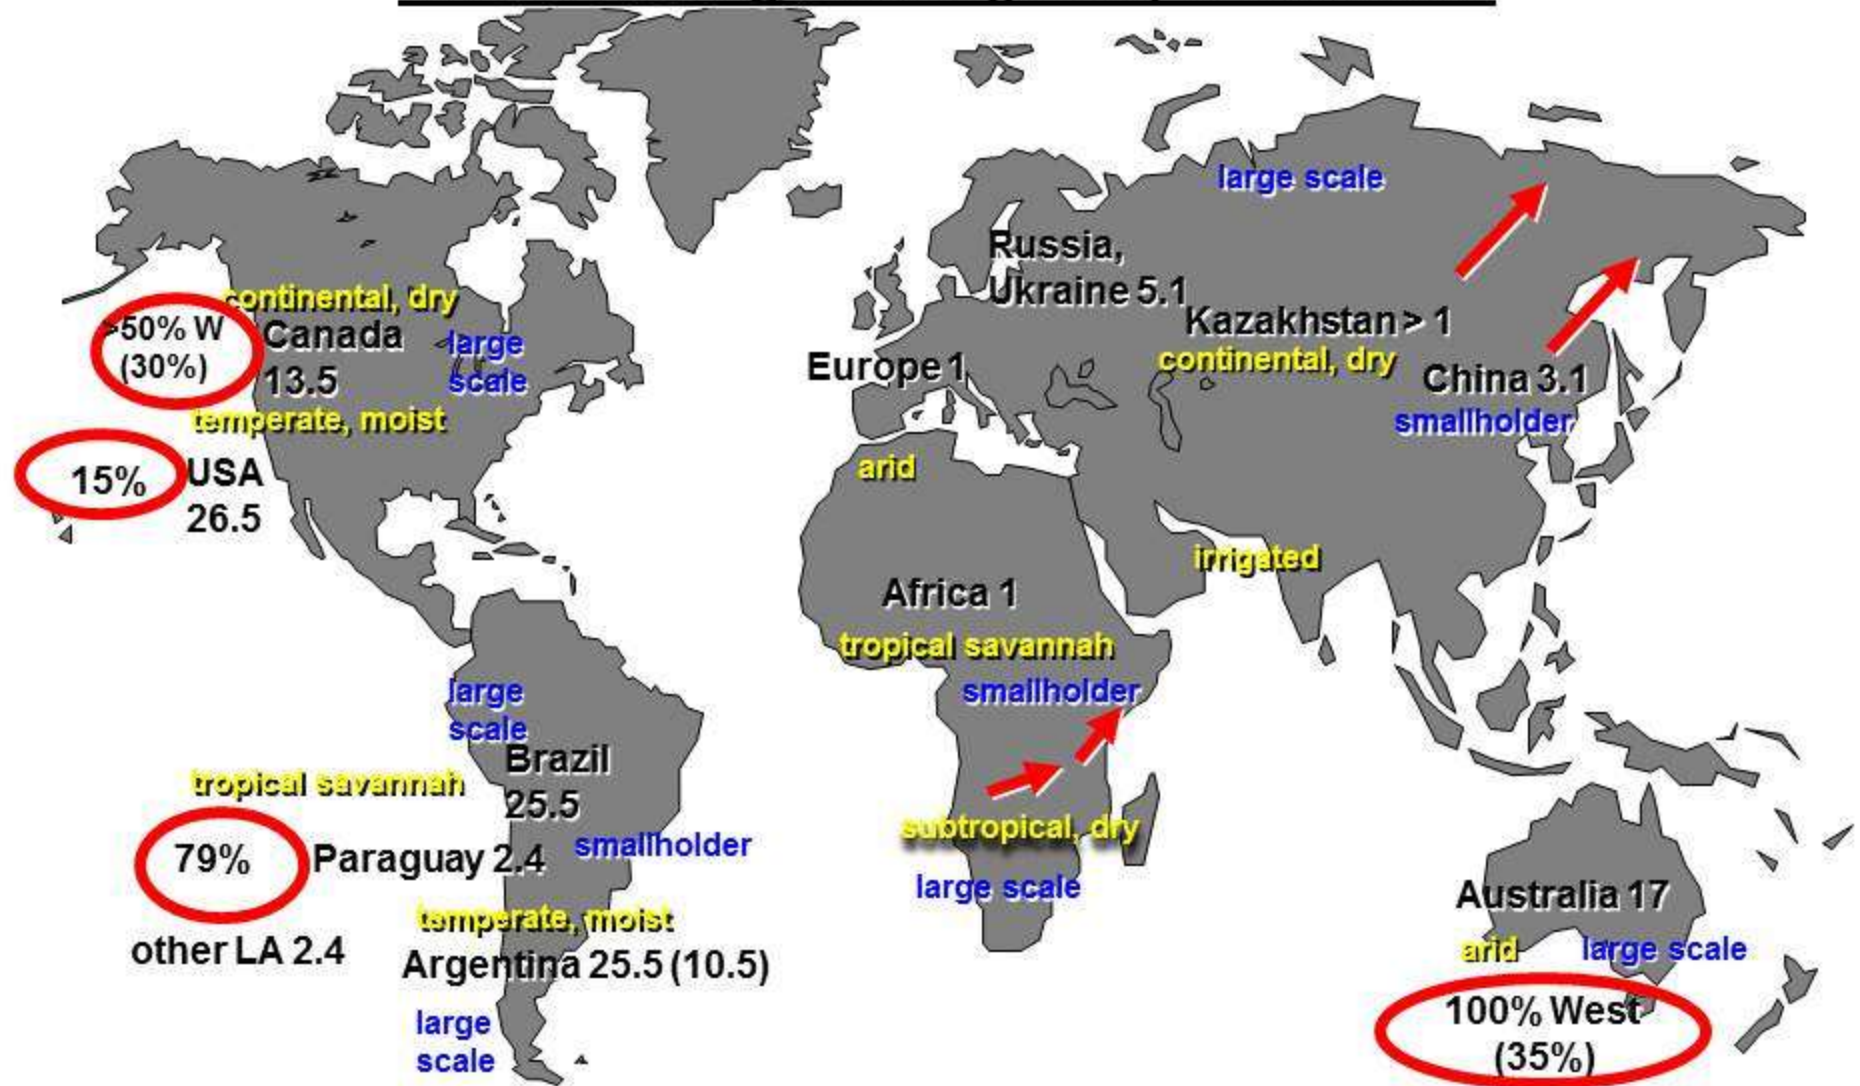 large scale
Russia,
Ukraine 5.1
continental, dry
>50% W
(30%)
Canada
13.5
large
scale
Kazakhstan > 1
continental, dry
Europe 1
China 3.1
smallholder
temperate, moist
15%
USA
26.5
arid
irrigated
Africa 1
tropical savannah
smallholder
large
scale
Brazil
25.5
tropical savannah
79%
Paraguay 2.4
smallholder
subtropical, dry
large scale
temperate, moist
other LA 2.4
Argentina 25.5 (10.5)
large
scale
Australia 17
arid
large scale
100% West
(35%)